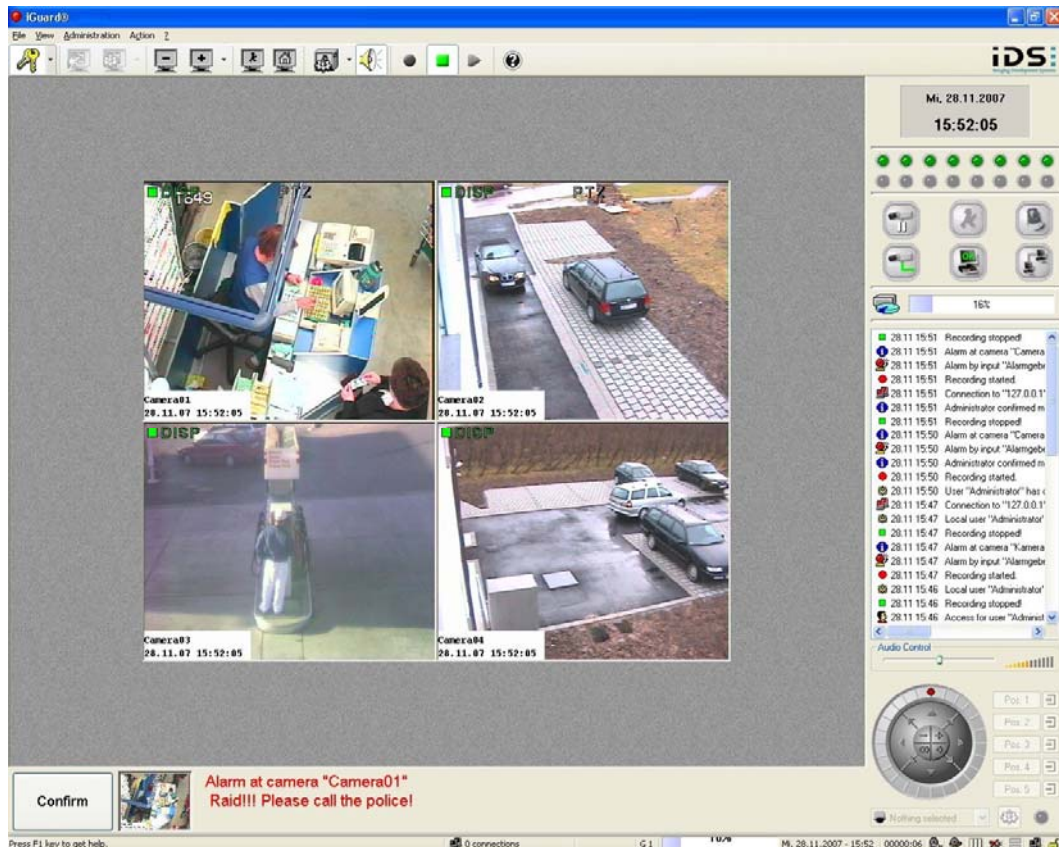 iGuard®
File View Administration Action ?
iDS
Imaging Development Systems
Mi, 28.11.2007
15:52:05
DISP PTZ
T649
DISP PTZ
Camera01
28.11.07 15:52:05
Camera02
28.11.07 15:52:05
DISP
DISP
Camera03
28.11.07 15:52:05
Camera04
28.11.07 15:52:05
16%
28.11 15:51 Recording stopped!
28.11 15:51 Alarm at camera "Camera
28.11 15:51 Alarm by input "Alarmgebe
28.11 15:51 Recording started.
28.11 15:51 Connection to "127.0.0.1"
28.11 15:51 Administrator confirmed m
28.11 15:51 Recording stopped!
28.11 15:50 Alarm at camera "Camera
28.11 15:50 Alarm by input "Alarmgebe
28.11 15:50 Administrator confirmed m
28.11 15:50 Recording started.
28.11 15:50 User "Administrator" has
28.11 15:47 Connection to "127.0.0.1"
28.11 15:47 Local user "Administrator"
28.11 15:47 Recording stopped!
28.11 15:47 Alarm at camera "Kamera
28.11 15:47 Alarm by input "Alarmgebe
28.11 15:47 Recording started.
28.11 15:46 Local user "Administrator"
28.11 15:46 Recording stopped!
28.11 15:46 Access for user "Administ
Audio Control
Pos. 1
Pos. 2
Pos. 3
Pos. 4
Pos. 5
Nothing selected
Confirm
Alarm at camera "Camera01"
Raid!!! Please call the police!
Press F1 key to get help.
0 connections
G 1
Mi, 28.11.2007 - 15:52
00000:06